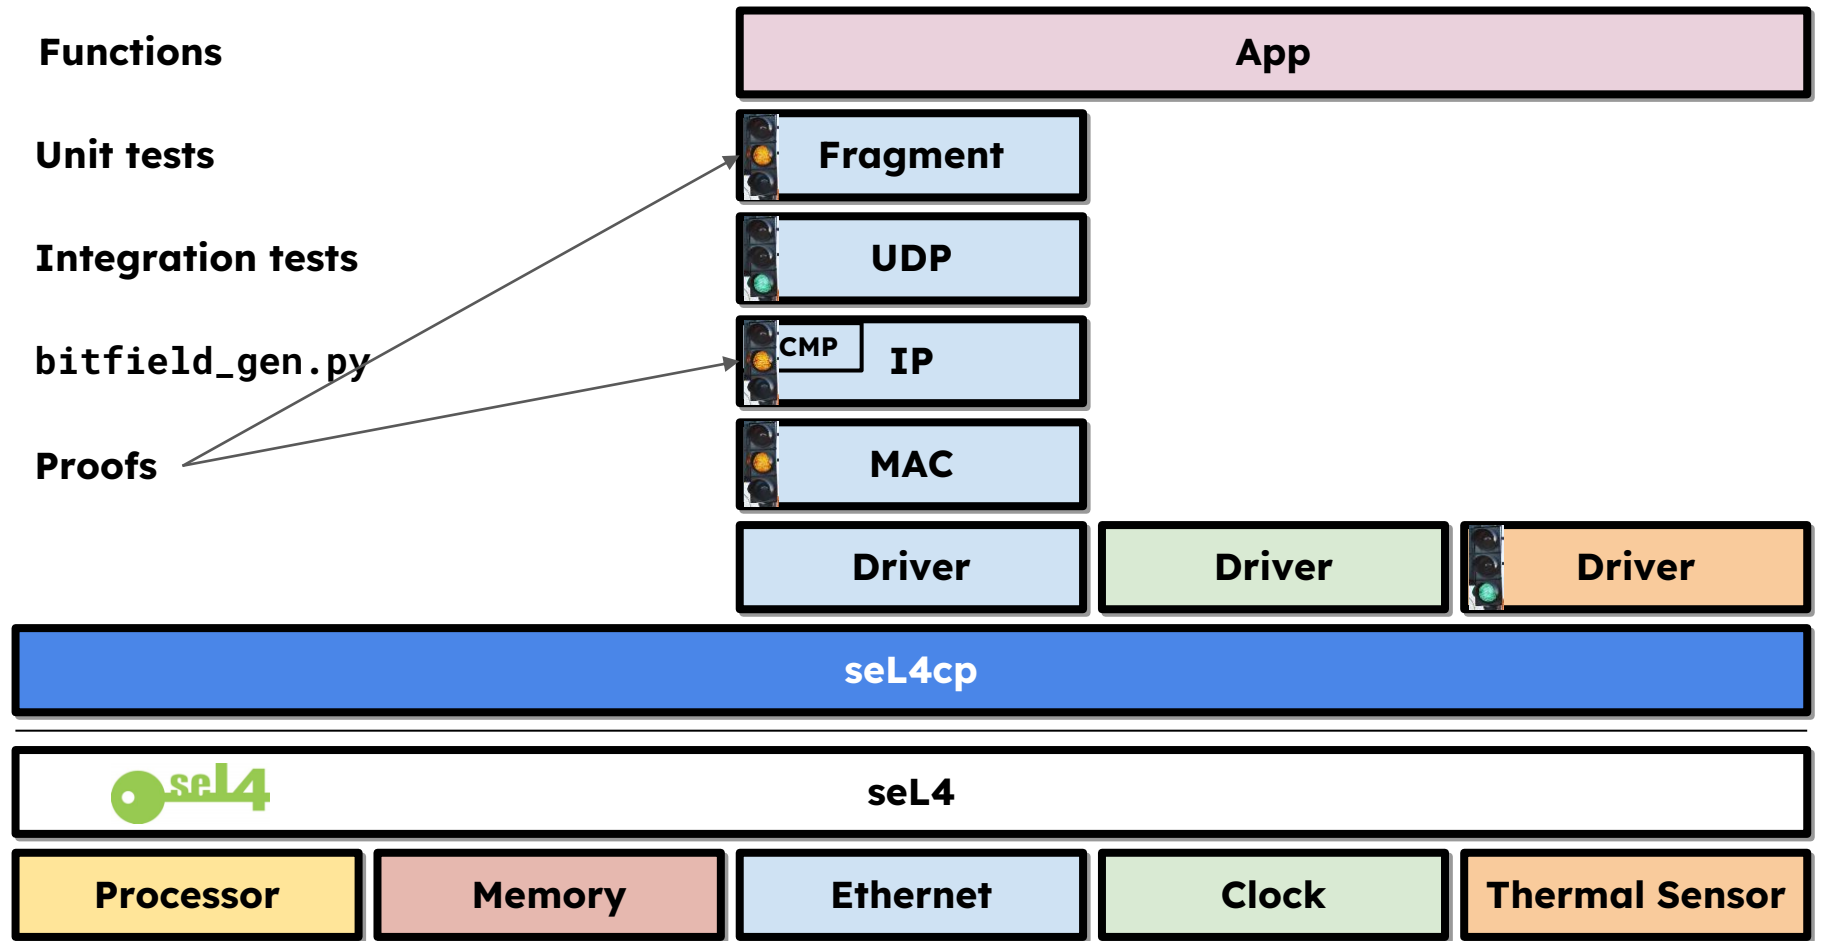 Functions
App
Unit tests
Fragment
Integration tests
UDP
bitfield_gen.py
CMP
IP
Proofs
MAC
Driver
Driver
Driver
seL4cp
seL4
seL4
Processor
Memory
Ethernet
Clock
Thermal Sensor